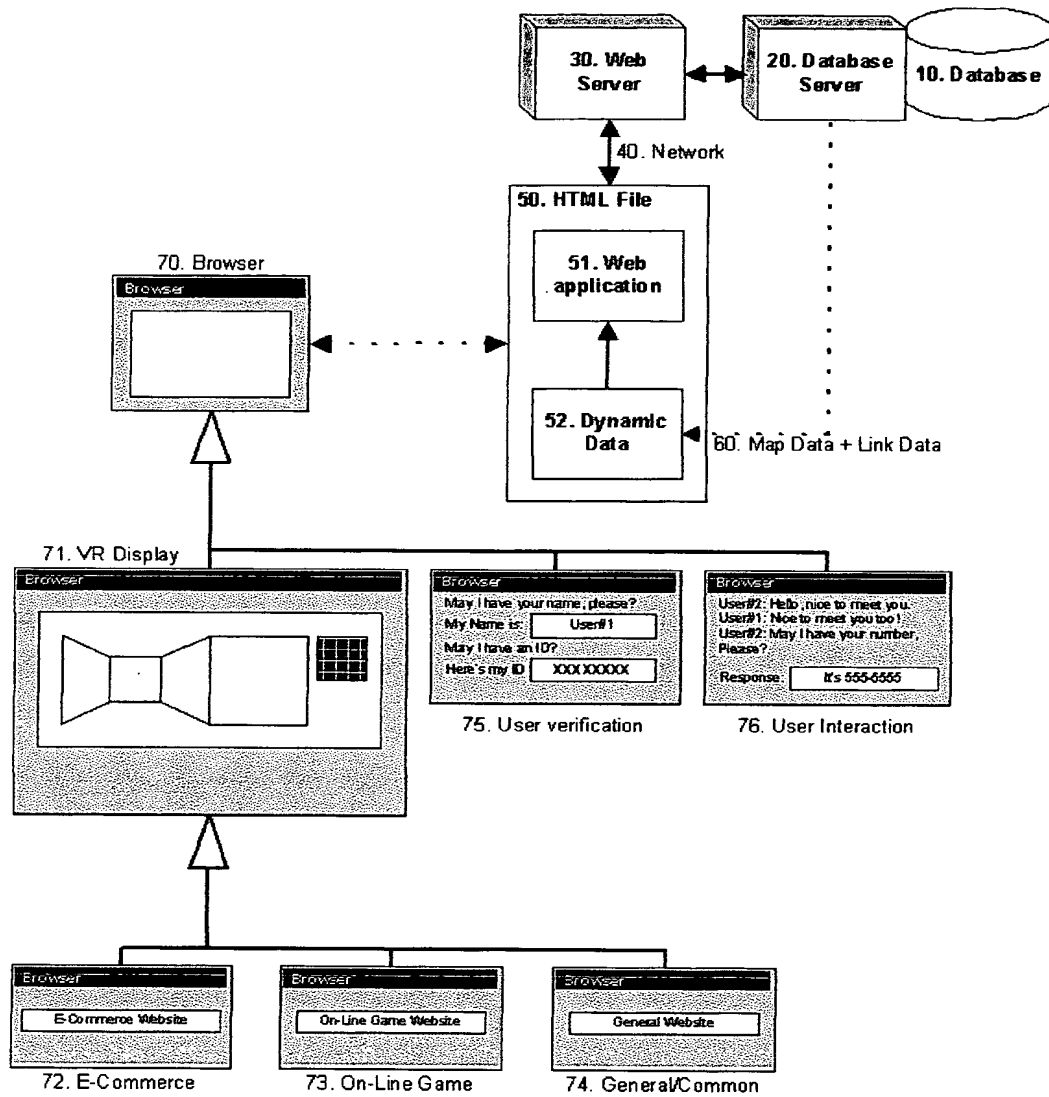 30. Web
Server
20. Database
Server
10. Database
40. Network
50. HTML File
51. Web
application
52. Dynamic
Data
60. Map Data + Link Data
70. Browser
Browser
71. VR Display
Browser
Browser
May I have your name, please?
My Name is: User#1
May I have an ID?
Here's my ID XXXXXXXX
75. User verification
Browser
User#2: Hello, nice to meet you.
User#1: Nice to meet you too!
User#2: May I have your number,
Please?
Response: It's 555-5555
76. User Interaction
Browser
E-Commerce Website
72. E-Commerce
Browser
On-Line Game Website
73. On-Line Game
Browser
General Website
74. General/Common